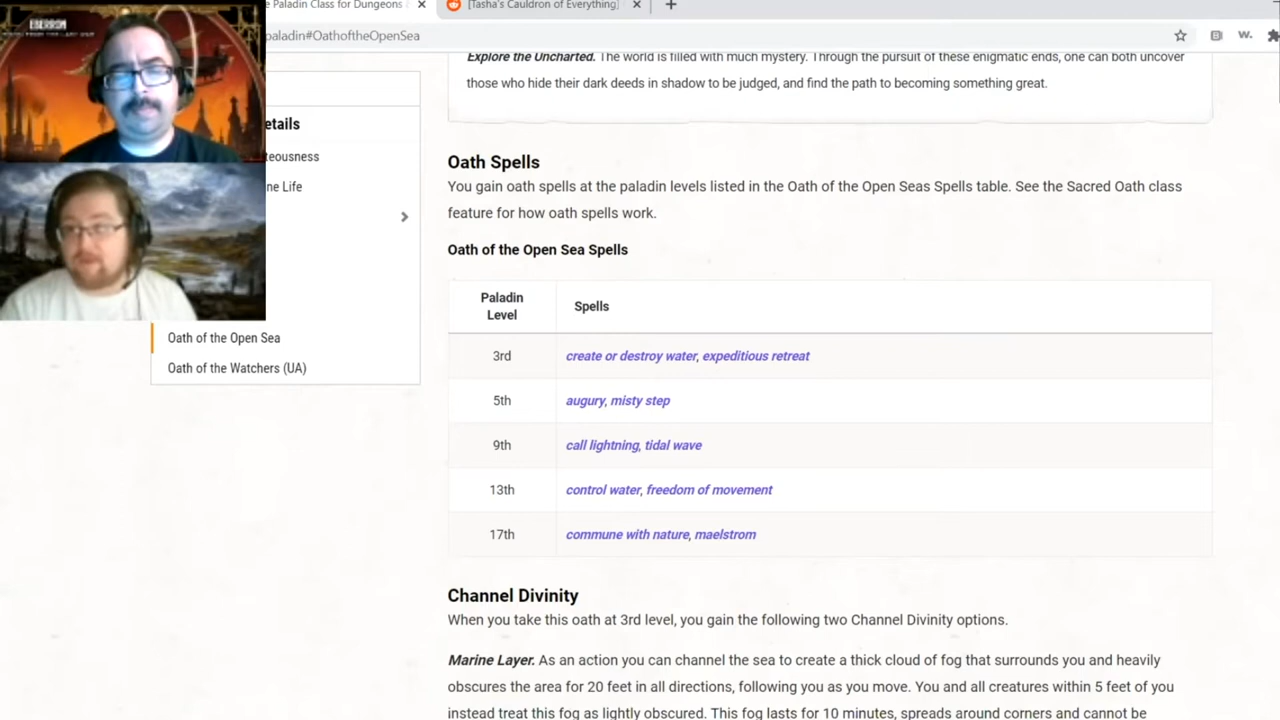 e Paladin Class for Dungeons &
[Tasha's Cauldron of Everything]
paladin#OathoftheOpenSea
EBERRON
etails
teousness
ne Life
Oath of the Open Sea
Oath of the Watchers (UA)
Explore the Uncharted. The world is filled with much mystery. Through the pursuit of these enigmatic ends, one can both uncover
those who hide their dark deeds in shadow to be judged, and find the path to becoming something great.
Oath Spells
You gain oath spells at the paladin levels listed in the Oath of the Open Seas Spells table. See the Sacred Oath class
feature for how oath spells work.
Oath of the Open Sea Spells
Paladin
Level
Spells
3rd create or destroy water, expeditious retreat
5th augury, misty step
9th call lightning, tidal wave
13th control water, freedom of movement
17th commune with nature, maelstrom
Channel Divinity
When you take this oath at 3rd level, you gain the following two Channel Divinity options.
Marine Layer. As an action you can channel the sea to create a thick cloud of fog that surrounds you and heavily
obscures the area for 20 feet in all directions, following you as you move. You and all creatures within 5 feet of you
instead treat this fog as lightly obscured. This fog lasts for 10 minutes, spreads around corners and cannot be